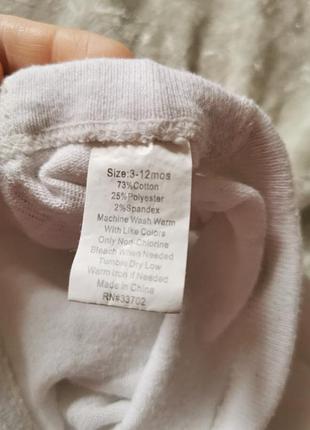 Size:3-12mos
73%Cotton
25%Polyester
2%Spandex
Machine Wash Warm
With Like Colors
Only Non-Chlorine
Bleach When Needed
Tumble Dry Low
Warm Iron If Needed
Made in China
RN#33702